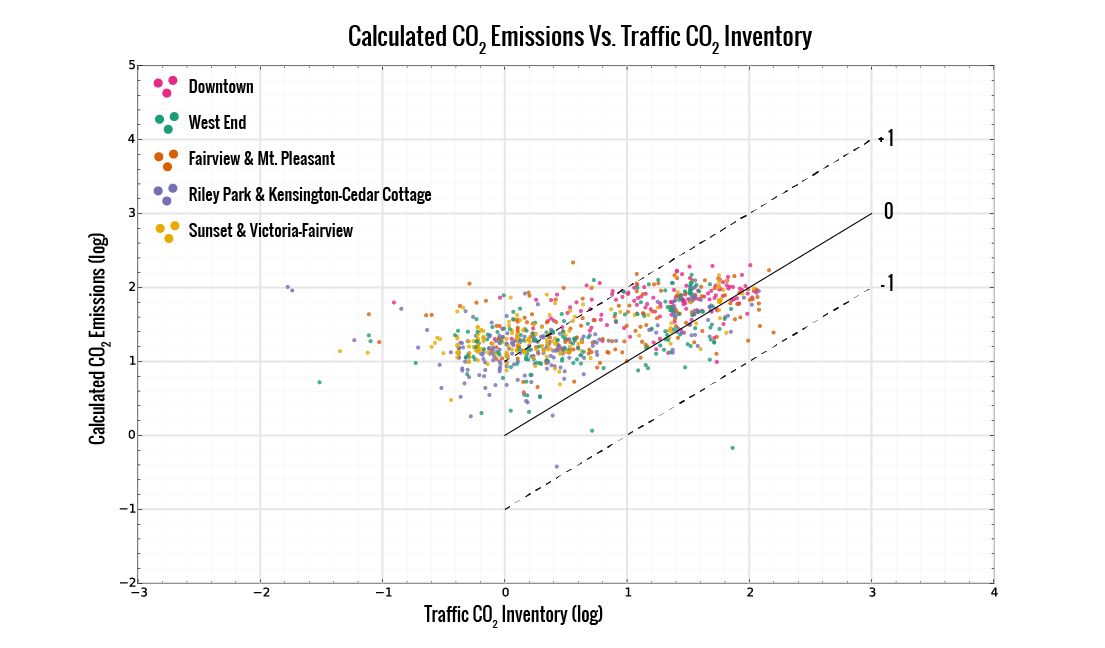 Calculated CO2 Emissions Vs. Traffic CO2 Inventory
5
Downtown
West End
4
+1
Fairview & Mt. Pleasant
Riley Park & Kensington-Cedar Cottage
3
0
Sunset & Victoria-Fairview
Calculated CO2 Emissions (log)
2
-1
1
0
−1
−2
−3 −2 −1 0 1 2 3 4
Traffic CO2 Inventory (log)